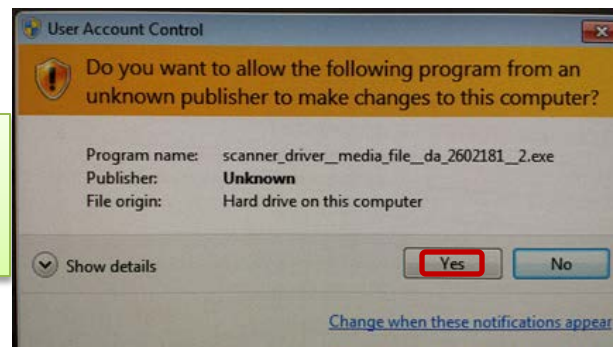 User Account Control
Do you want to allow the following program from an
unknown publisher to make changes to this computer?
Program name: scanner_driver__media_file__da_2602181__2.exe
Publisher: Unknown
File origin: Hard drive on this computer
Show details
Yes
No
Change when these notifications appear